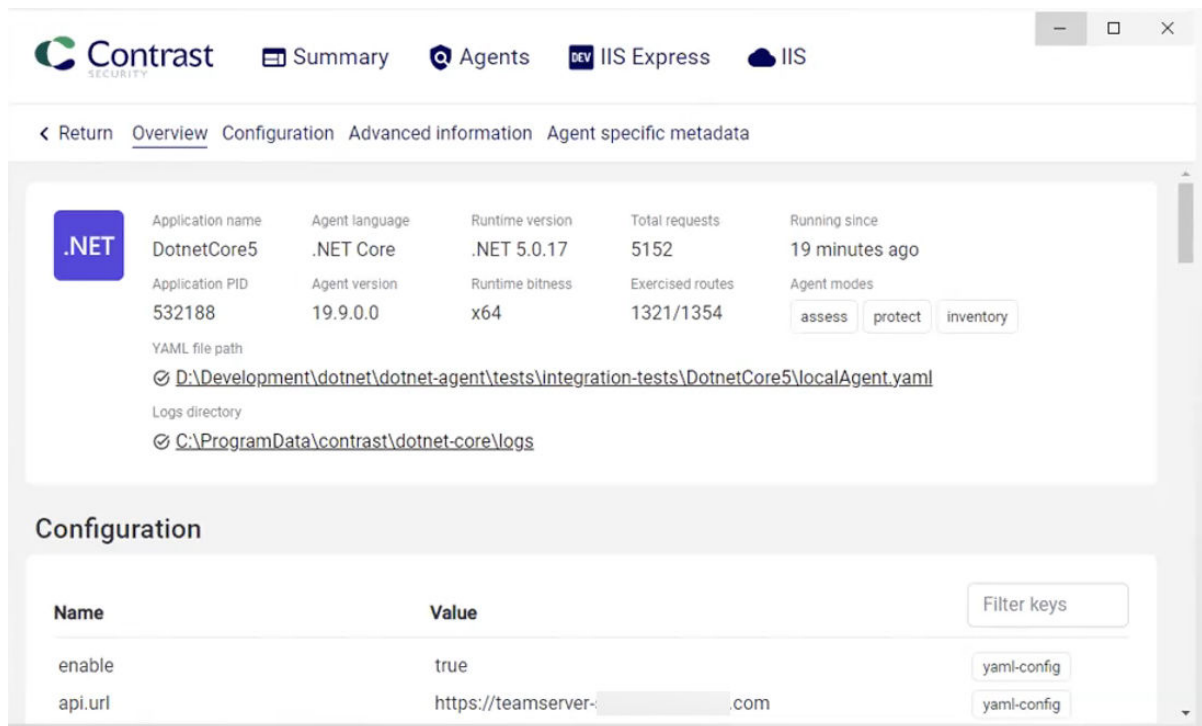 Contrast
SECURITY
Summary
Agents
DEV IIS Express
IIS
Return Overview Configuration Advanced information Agent specific metadata
.NET
Application name Agent language Runtime version Total requests Running since
DotnetCore5 .NET Core .NET 5.0.17 5152 19 minutes ago
Application PID Agent version Runtime bitness Exercised routes Agent modes
532188 19.9.0.0 x64 1321/1354 assess protect inventory
YAML file path
D:\Development\dotnet\dotnet-agent\tests\integration-tests\DotnetCore5\localAgent.yaml
Logs directory
C:\ProgramData\contrast\dotnet-core\logs
Configuration
Name Value Filter keys
enable true yaml-config
api.url https://teamserver- .com yaml-config